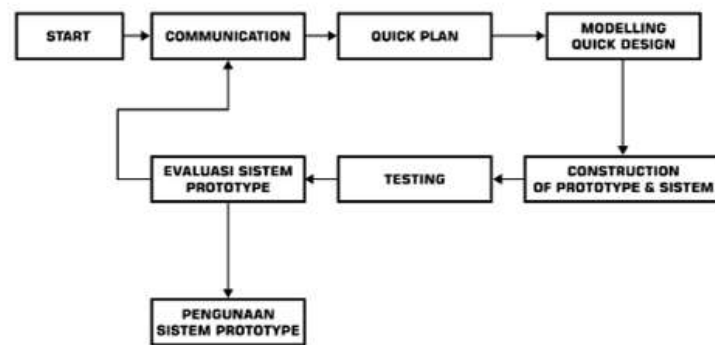 START
COMMUNICATION
QUICK PLAN
MODELLING
QUICK DESIGN
EVALUASI SISTEM
PROTOTYPE
TESTING
CONSTRUCTION
OF PROTOTYPE & SISTEM
PENGUNAAN
SISTEM PROTOTYPE